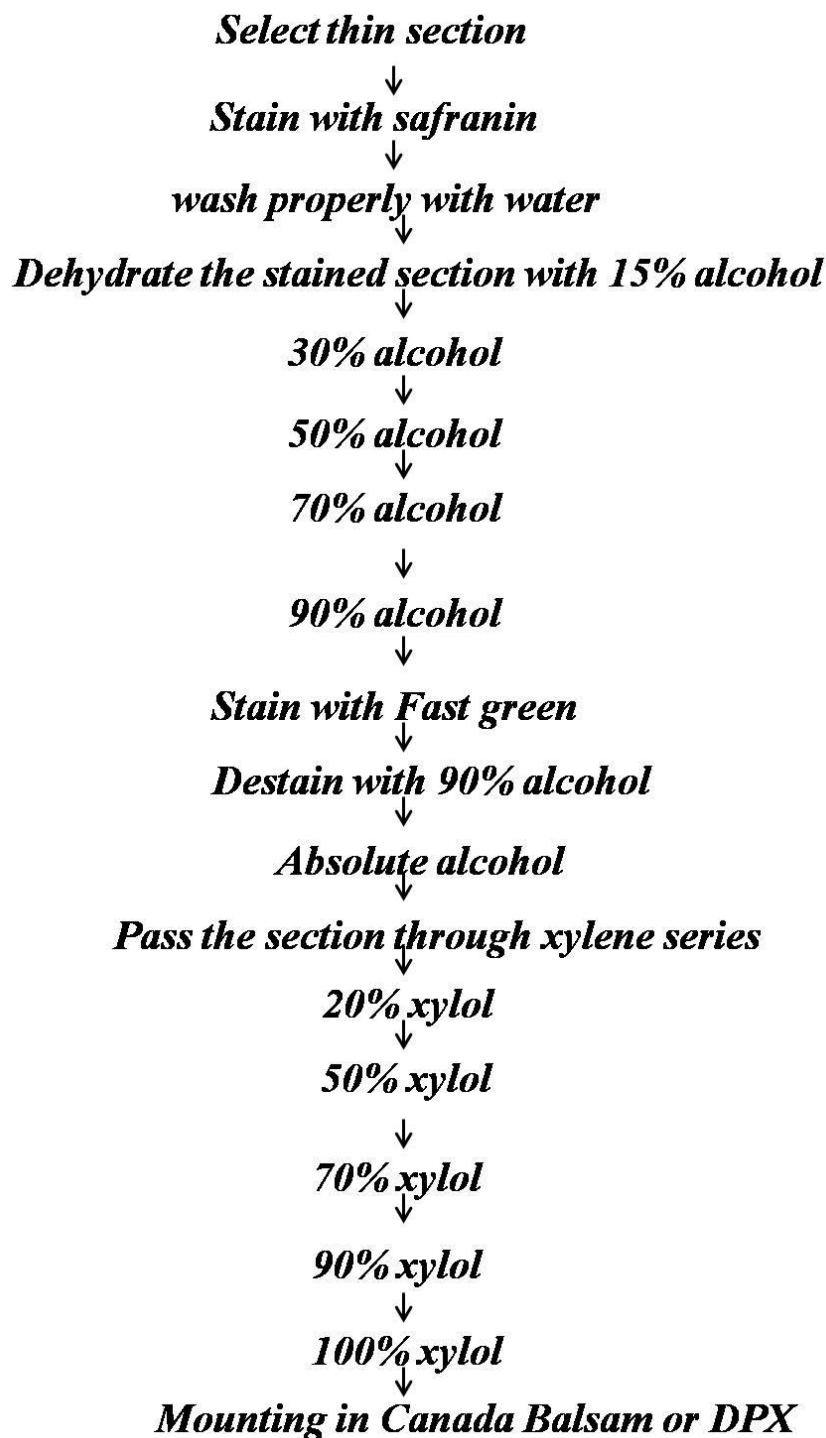 Select thin section
Stain with safranin
wash properly with water
Dehydrate the stained section with 15% alcohol
30% alcohol
50% alcohol
70% alcohol
90% alcohol
Stain with Fast green
Destain with 90% alcohol
Absolute alcohol
Pass the section through xylene series
20% xylol
50% xylol
70% xylol
90% xylol
100% xylol
Mounting in Canada Balsam or DPX